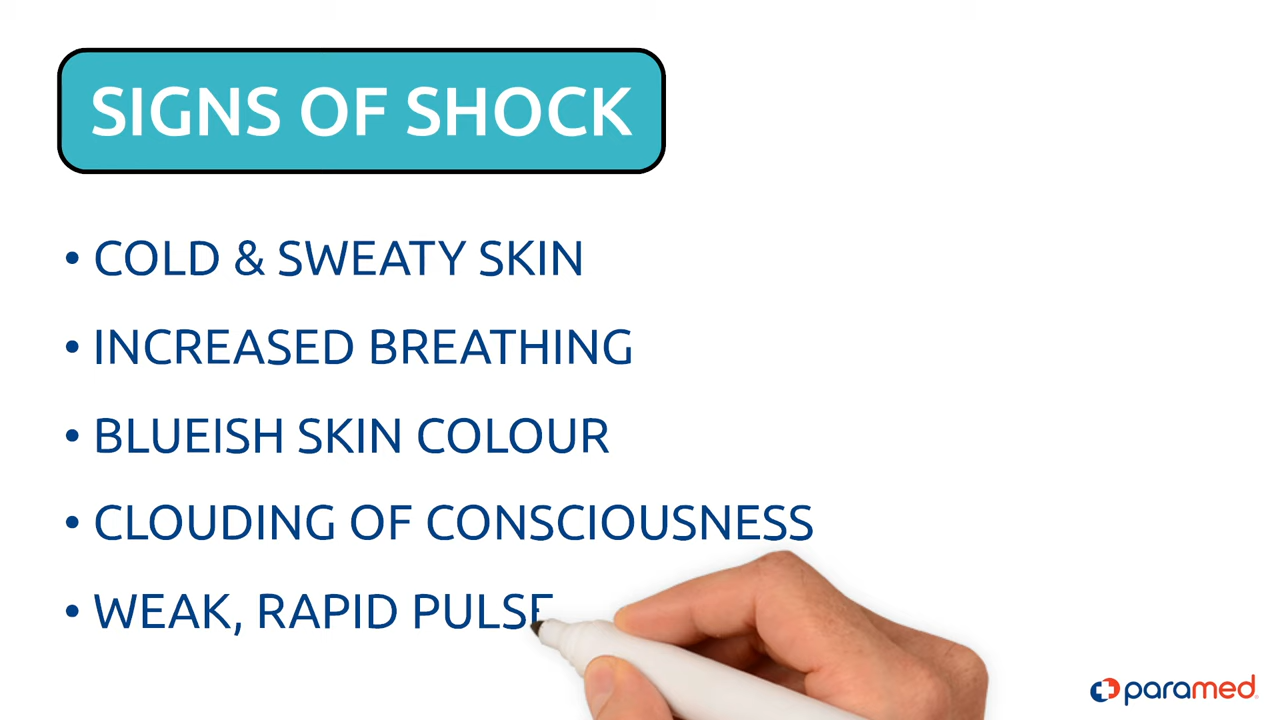 SIGNS OF SHOCK
• COLD & SWEATY SKIN
• INCREASED BREATHING
• BLUEISH SKIN COLOUR
• CLOUDING OF CONSCIOUSNESS
• WEAK, RAPID PULSE
paramed